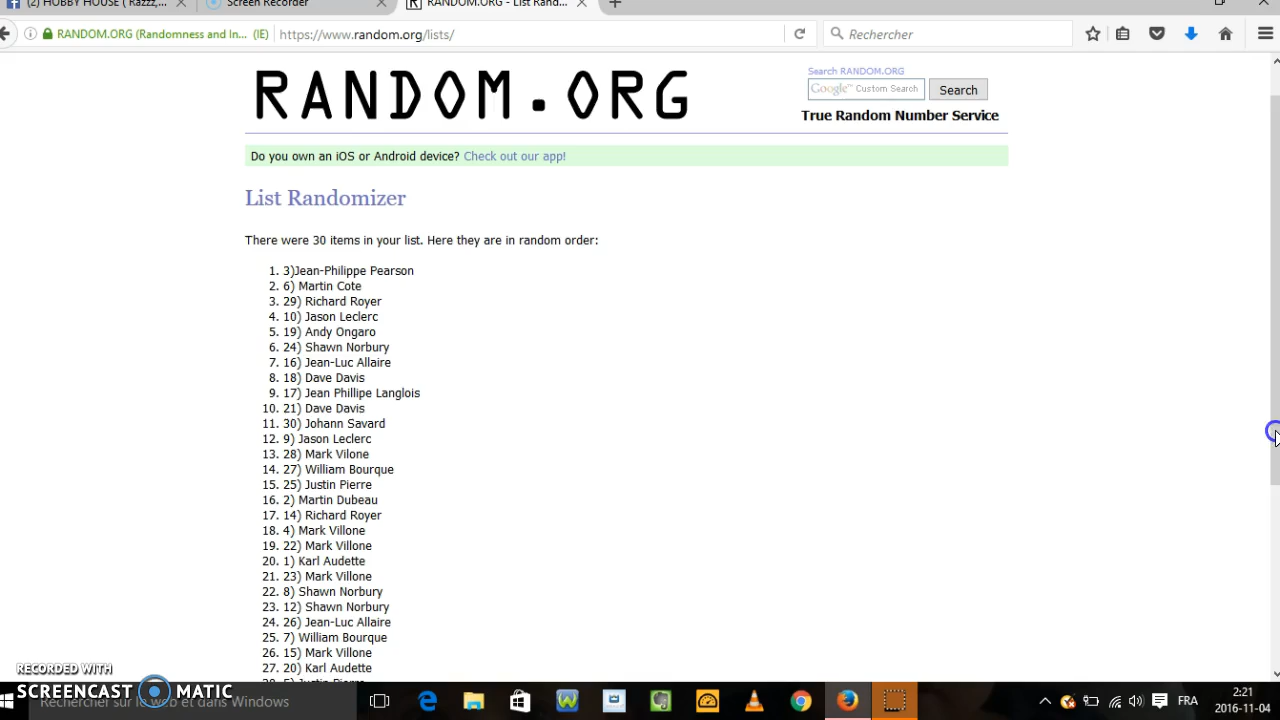 HOBBY HOUSE ( Razzz,...
Screen Recorder
RANDOM.ORG - List Rand...
RANDOM.ORG (Randomness and In... (IE)
https://www.random.org/lists/
Rechercher
RANDOM.ORG
Search RANDOM.ORG
Google™ Custom Search
Search
True Random Number Service
Do you own an iOS or Android device? Check out our app!
List Randomizer
There were 30 items in your list. Here they are in random order:
1. 3)Jean-Philippe Pearson
2. 6) Martin Cote
3. 29) Richard Royer
4. 10) Jason Leclerc
5. 19) Andy Ongaro
6. 24) Shawn Norbury
7. 16) Jean-Luc Allaire
8. 18) Dave Davis
9. 17) Jean Phillipe Langlois
10. 21) Dave Davis
11. 30) Johann Savard
12. 9) Jason Leclerc
13. 28) Mark Vilone
14. 27) William Bourque
15. 25) Justin Pierre
16. 2) Martin Dubeau
17. 14) Richard Royer
18. 4) Mark Villone
19. 22) Mark Villone
20. 1) Karl Audette
21. 23) Mark Villone
22. 8) Shawn Norbury
23. 12) Shawn Norbury
24. 26) Jean-Luc Allaire
25. 7) William Bourque
26. 15) Mark Villone
27. 20) Karl Audette
28. 5) Justin Pierre
RECORDED WITH
SCREENCAST MATIC
Rechercher sur le web et dans Windows
FRA
2:21
2016-11-04